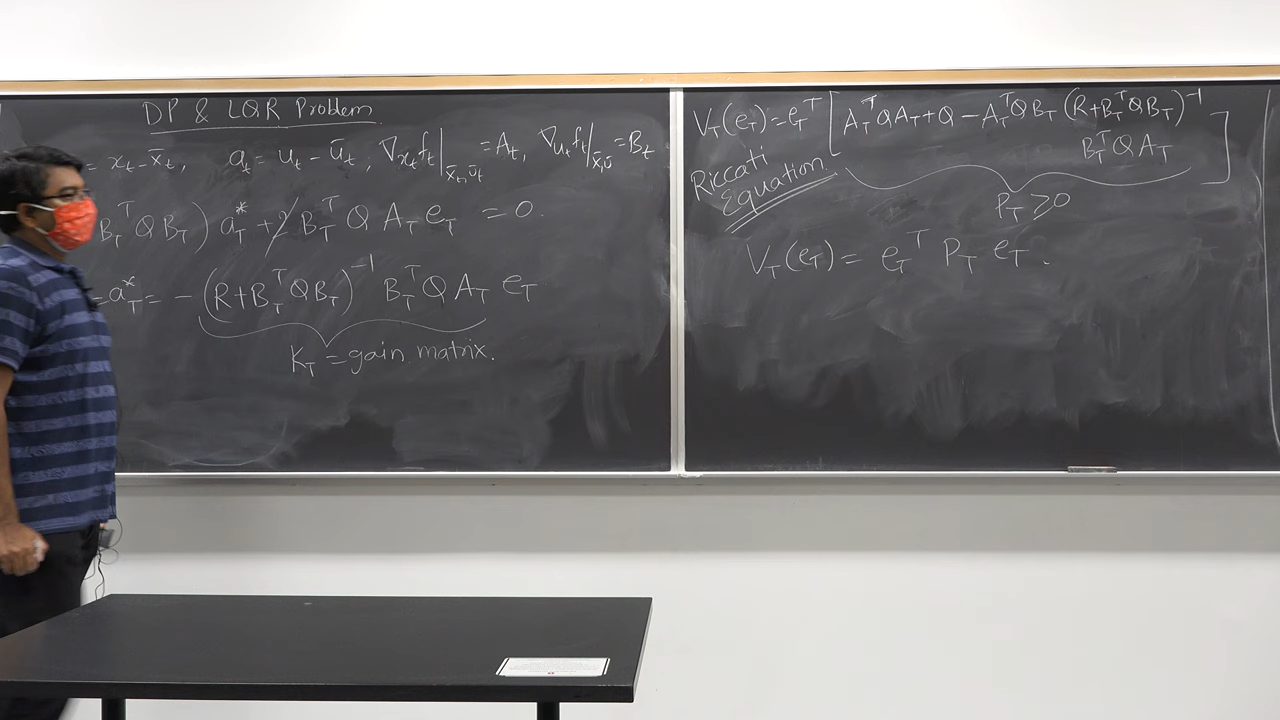 DP & LQR Problem
= x_t - x̄_t, a_t = u_t - ū_t; ∇_{x_t} f_t |_{x̄_t, ū_t} = A_t, ∇_{u_t} f_t |_{x̄, ū} = B_t
B_T^T Q B_T) a_T^* + 2 B_T^T Q A_T e_T = 0.
= a_T^* = - (R + B_T^T Q B_T)^{-1} B_T^T Q A_T e_T
K_T = gain matrix.
V_T(e_T) = e_T^T [A_T^T Q A_T + Q - A_T^T Q B_T (R + B_T^T Q B_T)^{-1}
B_T^T Q A_T]
Riccati
Equation.
P_T ≥ 0
V_T(e_T) = e_T^T P_T e_T.